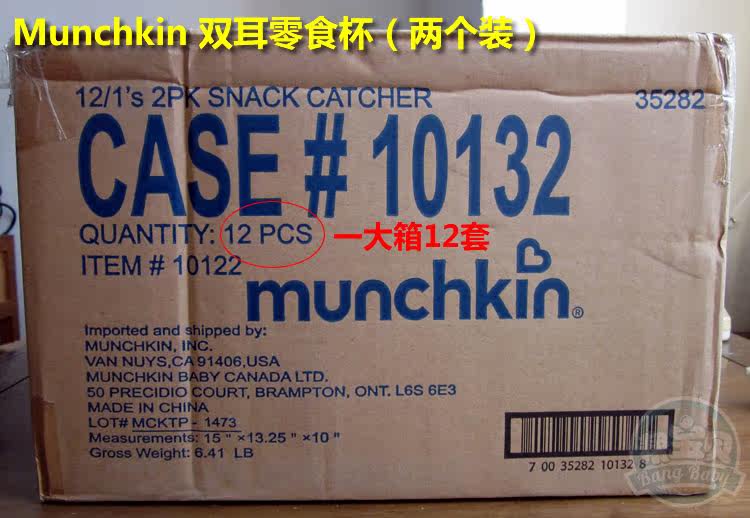 Munchkin 双耳零食杯（两个装）
12/1's 2PK SNACK CATCHER 35282
CASE # 10132
QUANTITY: 12 PCS 一大箱12套
ITEM # 10122
munchkin®
Imported and shipped by:
MUNCHKIN, INC.
VAN NUYS,CA 91406,USA
MUNCHKIN BABY CANADA LTD.
50 PRECIDIO COURT, BRAMPTON, ONT. L6S 6E3
MADE IN CHINA
LOT# MCKTP - 1473
Measurements: 15 " ×13.25 " ×10 "
Gross Weight: 6.41 LB
7 00 35282 10132 8
宝贝
Bang Baby